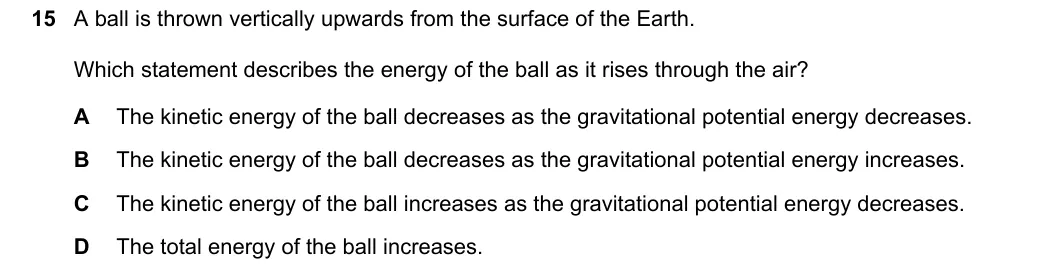 15 A ball is thrown vertically upwards from the surface of the Earth.
Which statement describes the energy of the ball as it rises through the air?
A The kinetic energy of the ball decreases as the gravitational potential energy decreases.
B The kinetic energy of the ball decreases as the gravitational potential energy increases.
C The kinetic energy of the ball increases as the gravitational potential energy decreases.
D The total energy of the ball increases.